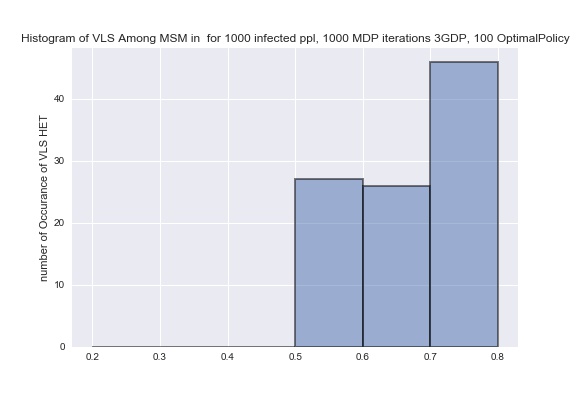 Histogram of VLS Among MSM in  for 1000 infected ppl, 1000 MDP iterations 3GDP, 100 OptimalPolicy
number of Occurance of VLS HET
40
30
20
10
0
0.2 0.3 0.4 0.5 0.6 0.7 0.8